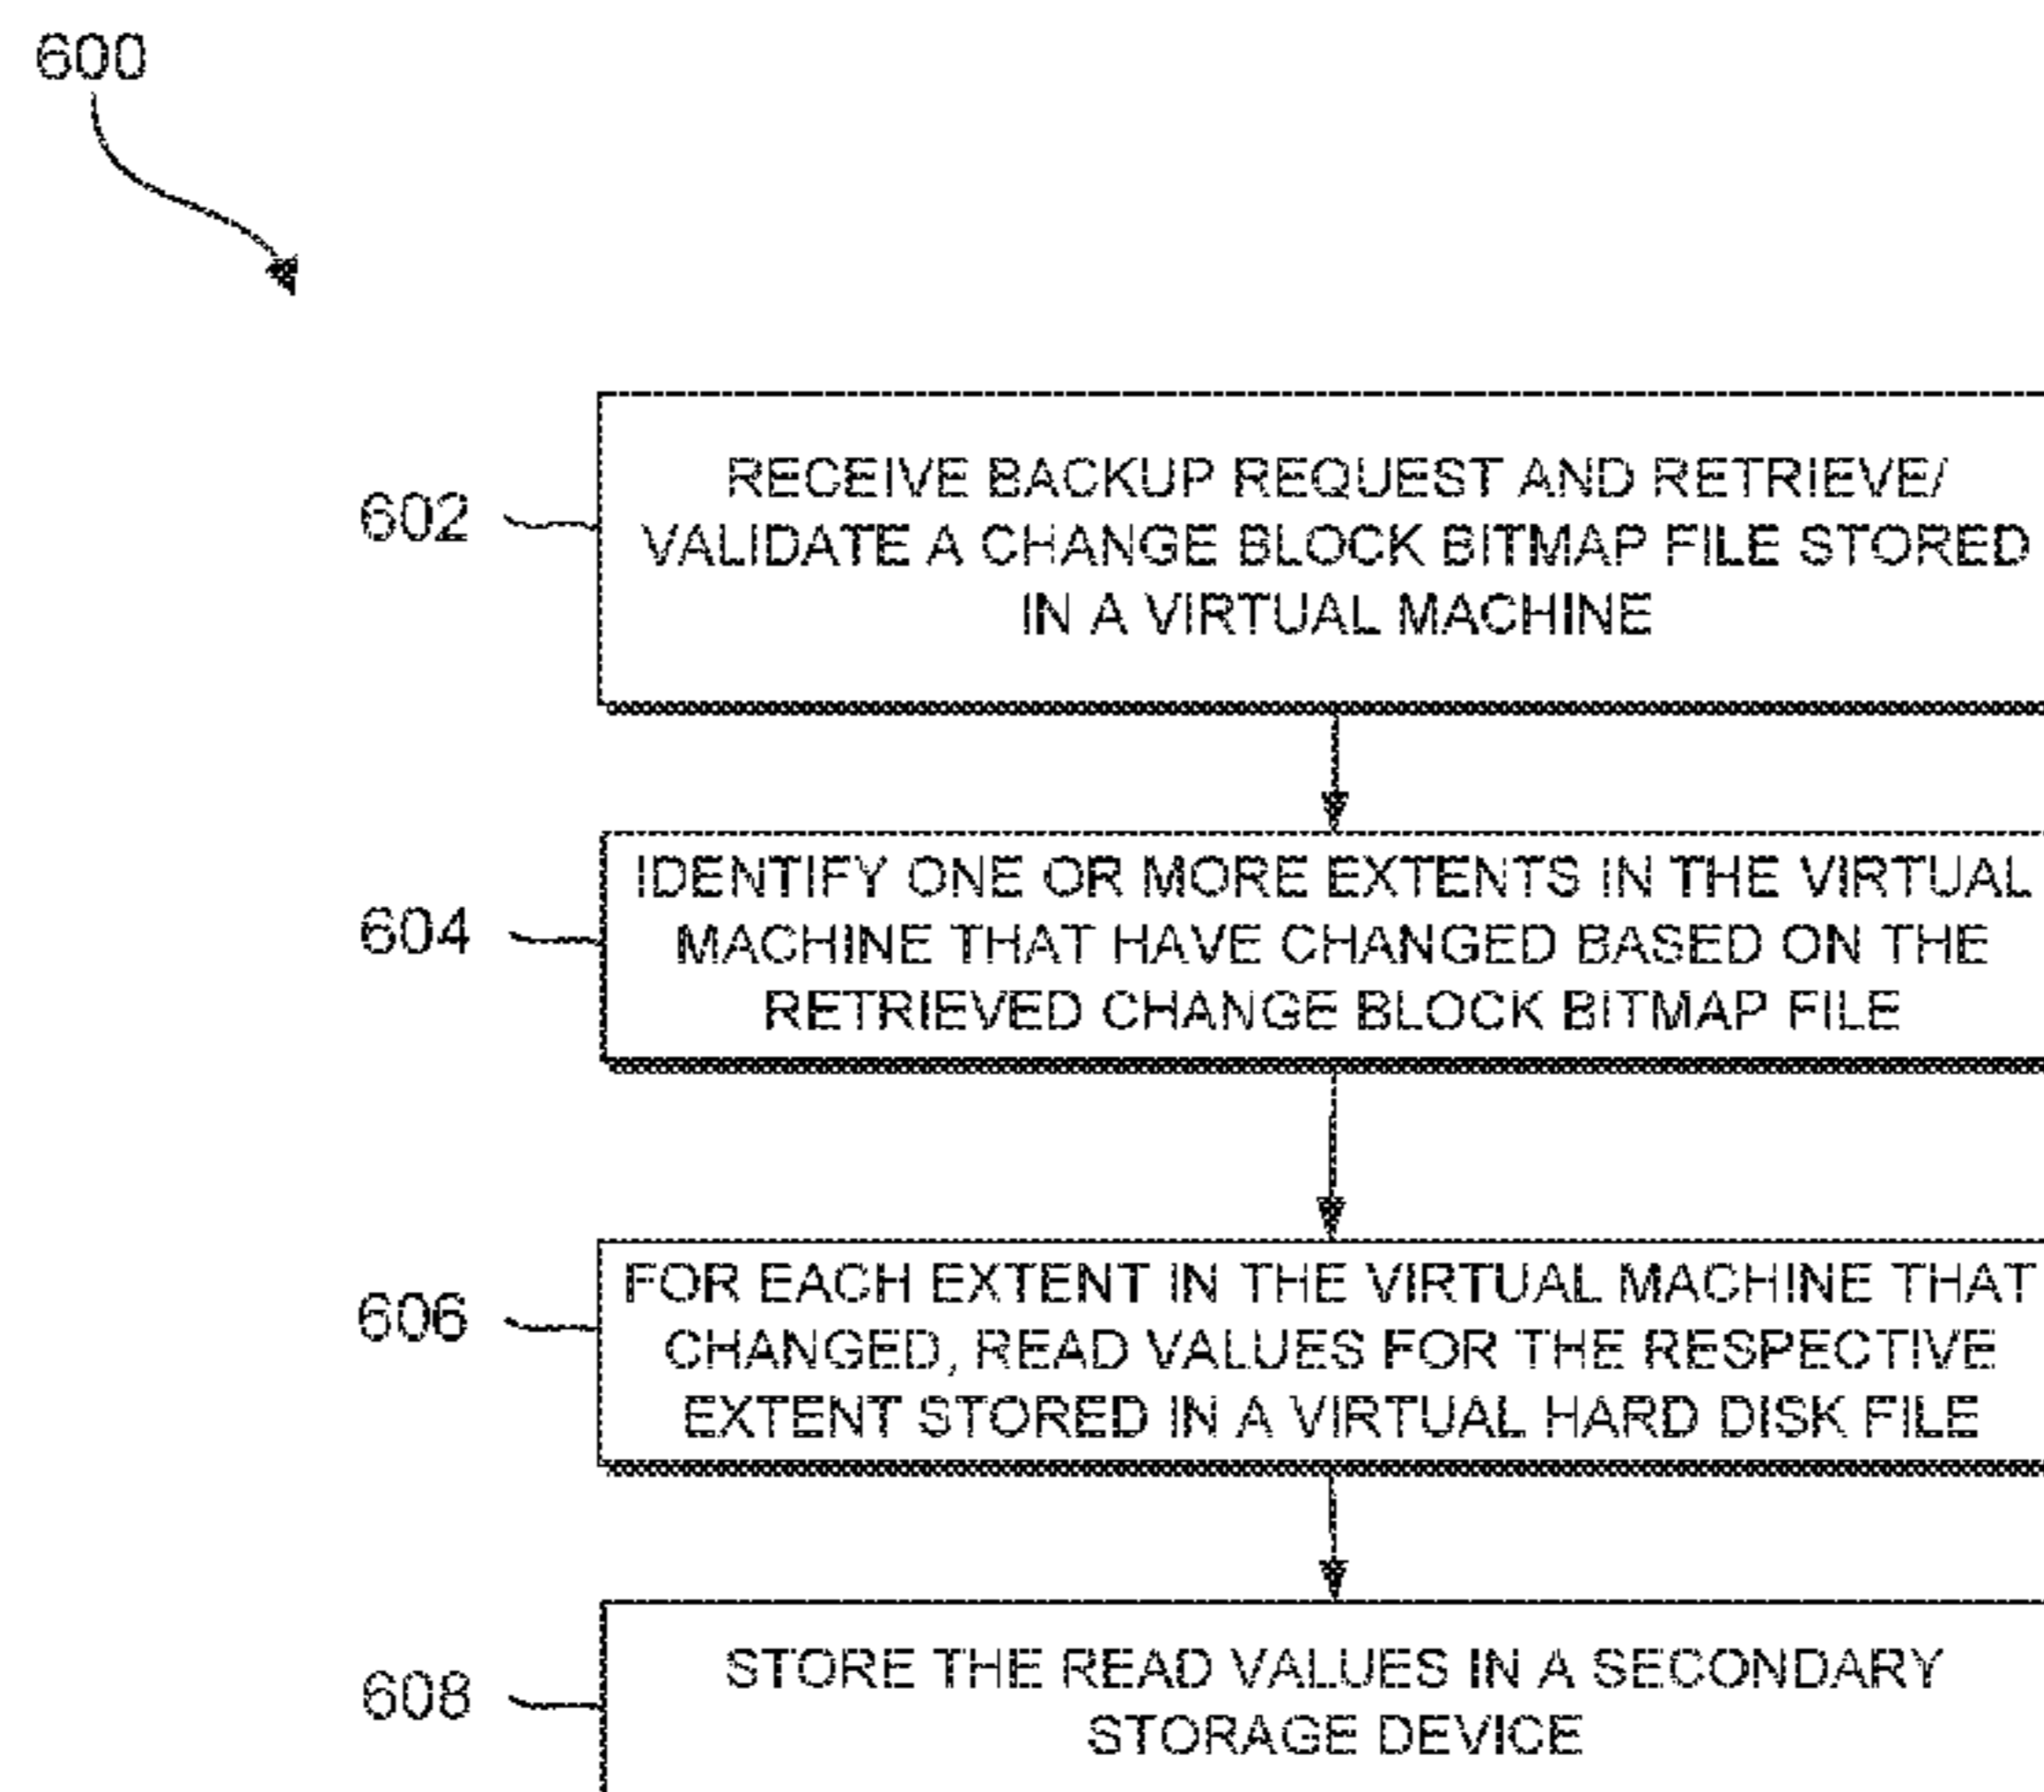 600
602
RECEIVE BACKUP REQUEST AND RETRIEVE/
VALIDATE A CHANGE BLOCK BITMAP FILE STORED
IN A VIRTUAL MACHINE
604
IDENTIFY ONE OR MORE EXTENTS IN THE VIRTUAL
MACHINE THAT HAVE CHANGED BASED ON THE
RETRIEVED CHANGE BLOCK BITMAP FILE
606
FOR EACH EXTENT IN THE VIRTUAL MACHINE THAT
CHANGED, READ VALUES FOR THE RESPECTIVE
EXTENT STORED IN A VIRTUAL HARD DISK FILE
608
STORE THE READ VALUES IN A SECONDARY
STORAGE DEVICE